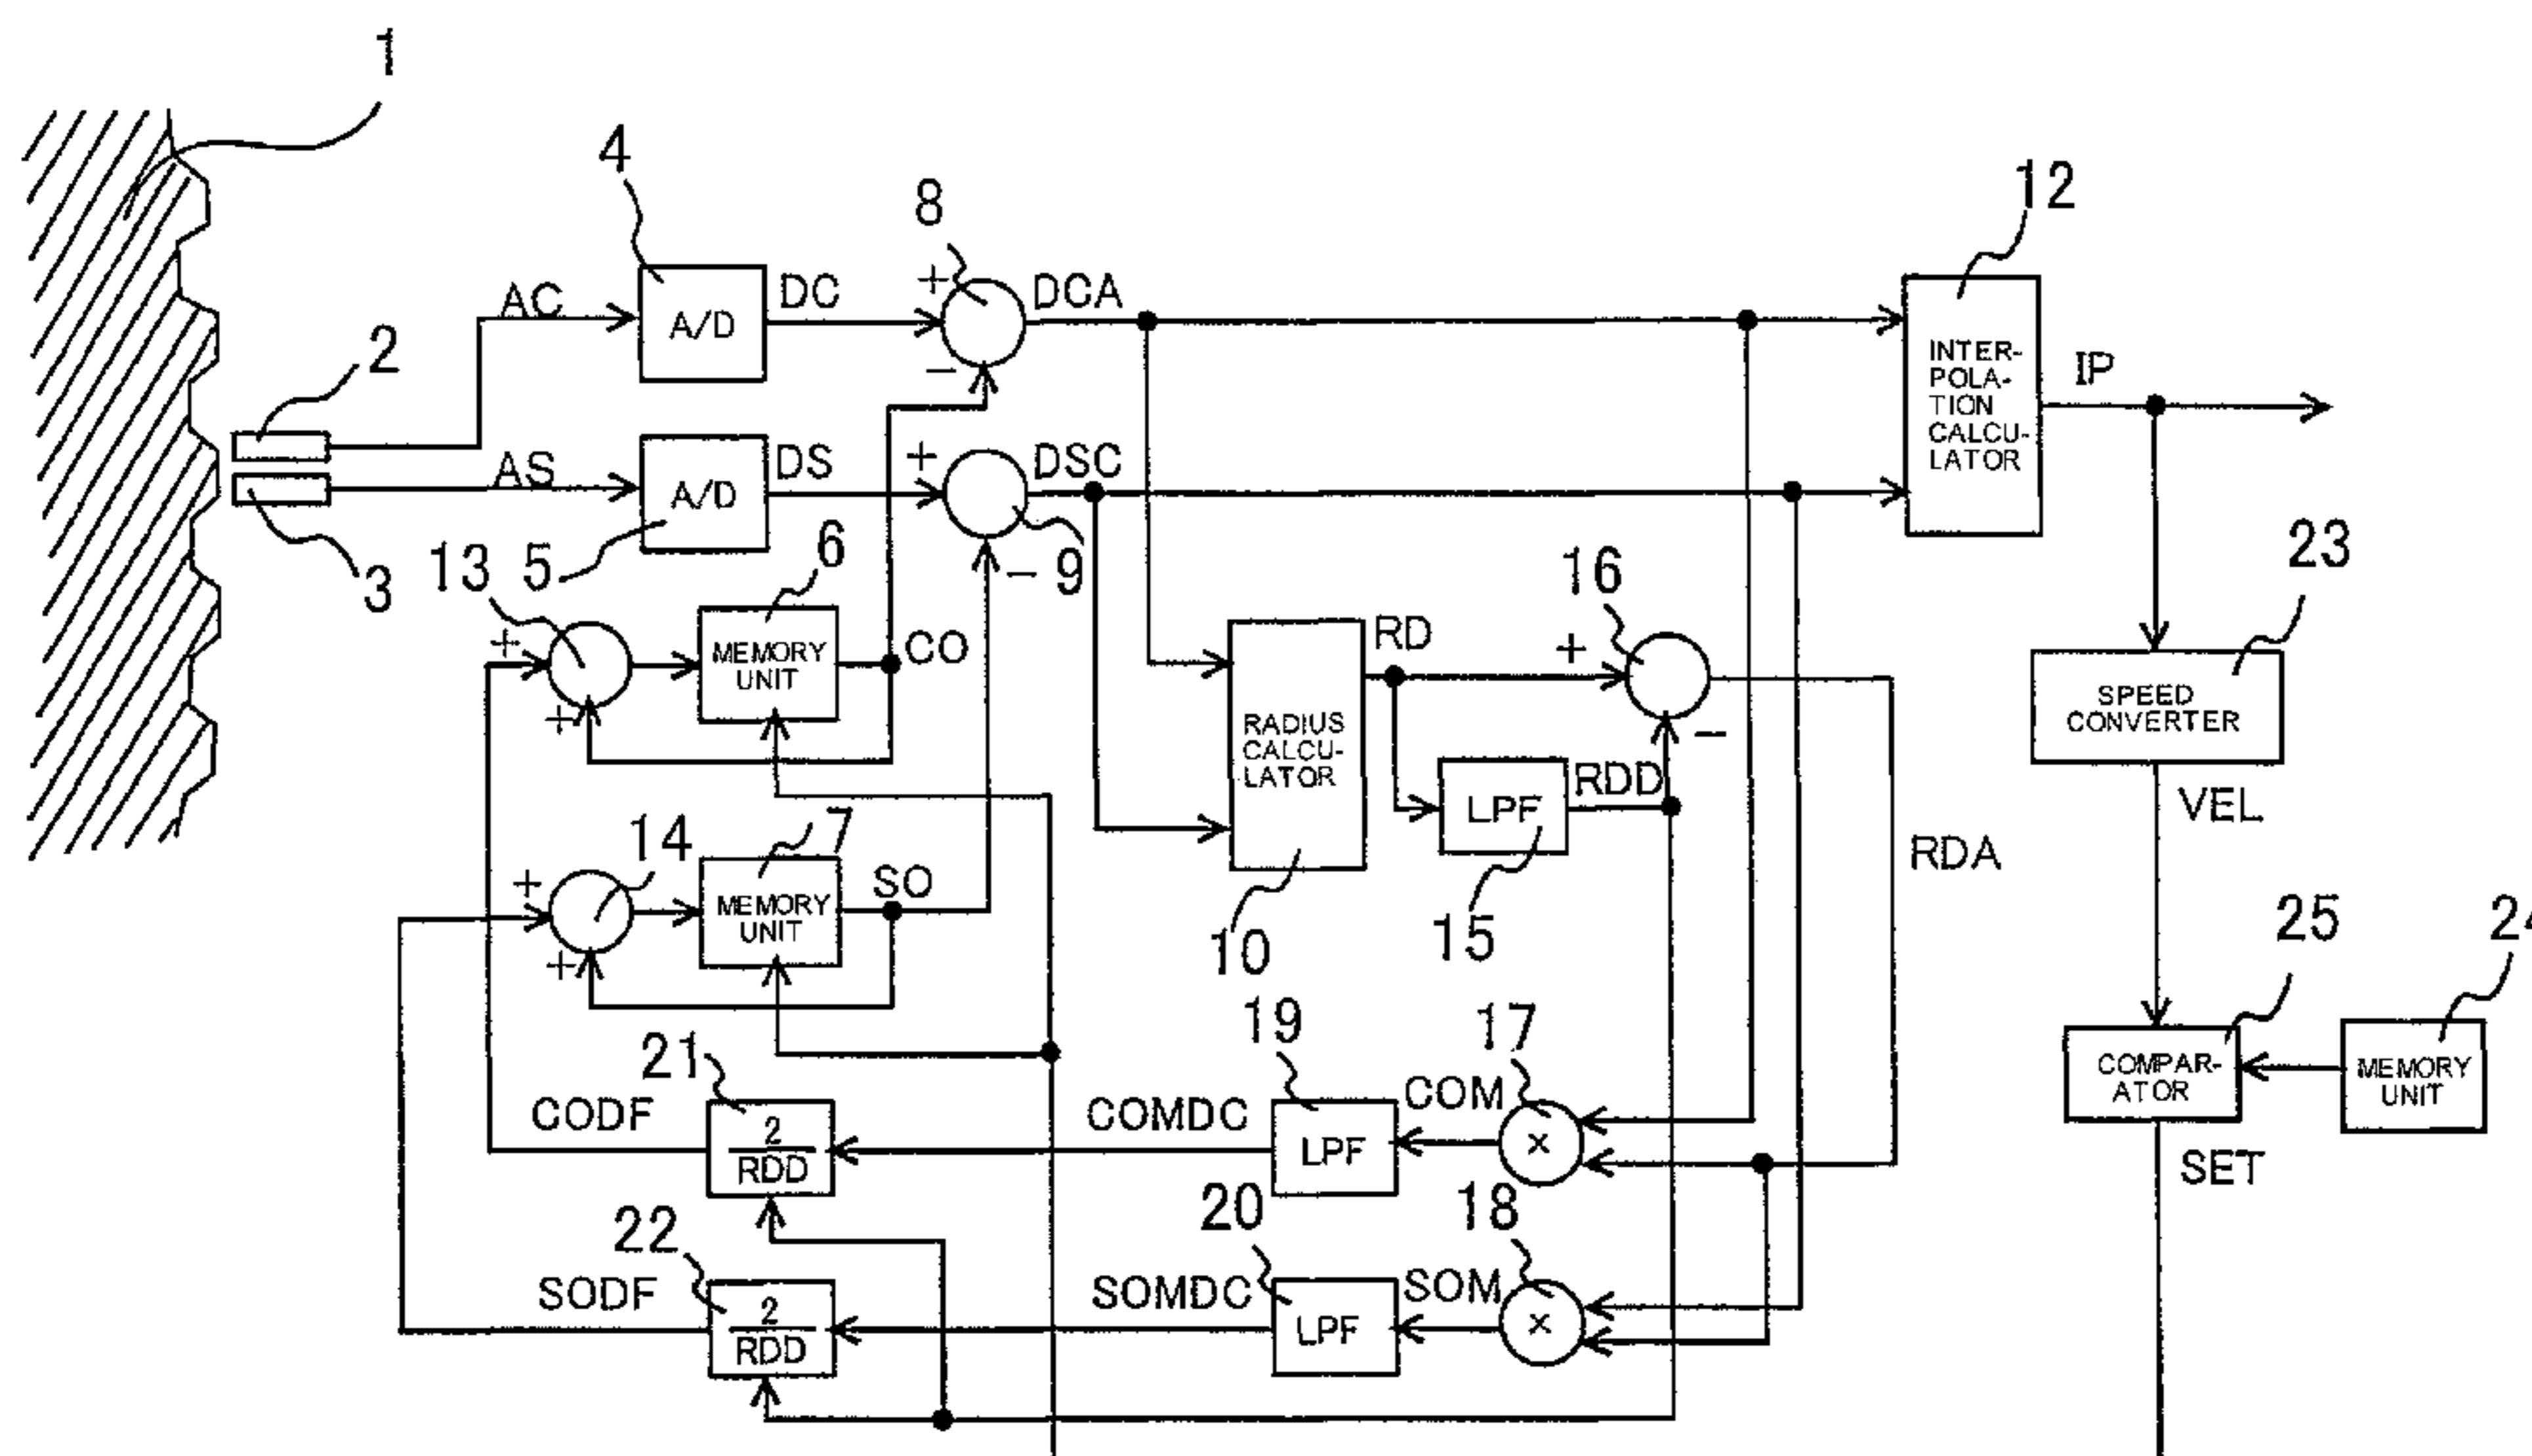 1
4
8
12
AC
A/D
DC
+
DCA
-
2
INTER-
POLA-
TION
CALCU-
LATOR
IP
AS
A/D
DS
+
DSC
3
13
5
6
- 9
16
23
+
MEMORY
UNIT
CO
RD
+
+
-
SPEED
CONVERTER
RADIUS
CALCU-
LATOR
LPF
RDD
VEL
RDA
14
7
+
MEMORY
UNIT
SO
+
10
15
25
24
19
17
21
CODF
2
RDD
COMDC
LPF
COM
×
COMPAR-
ATOR
MEMORY
UNIT
SET
22
20
18
SODF
2
RDD
SOMDC
LPF
SOM
×